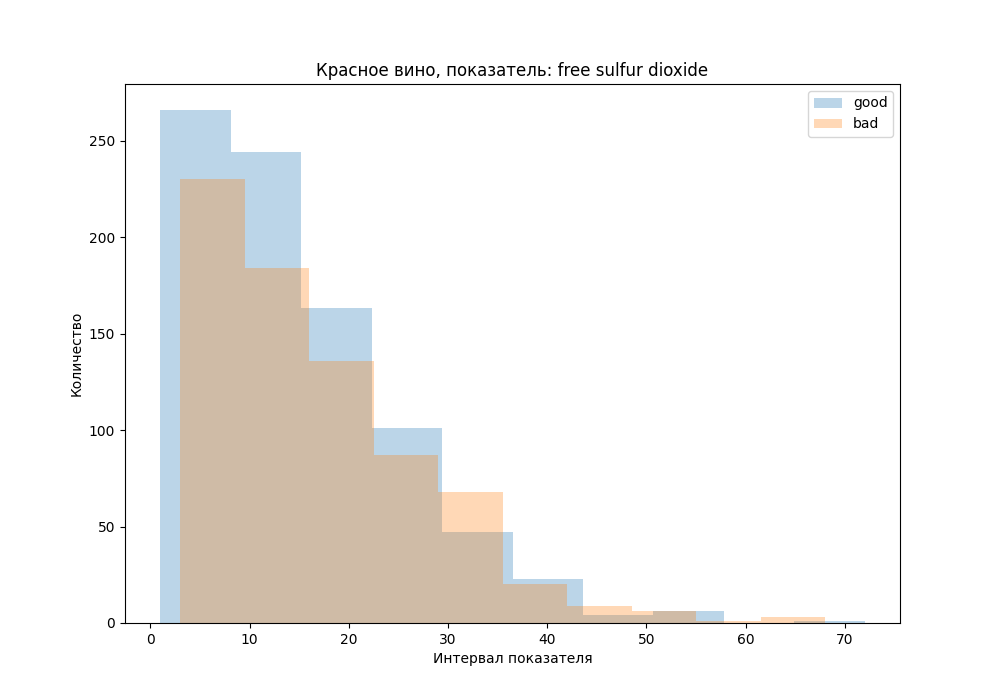 Красное вино, показатель: free sulfur dioxide
good
bad
Количество
250
200
150
100
50
0
0 10 20 30 40 50 60 70
Интервал показателя